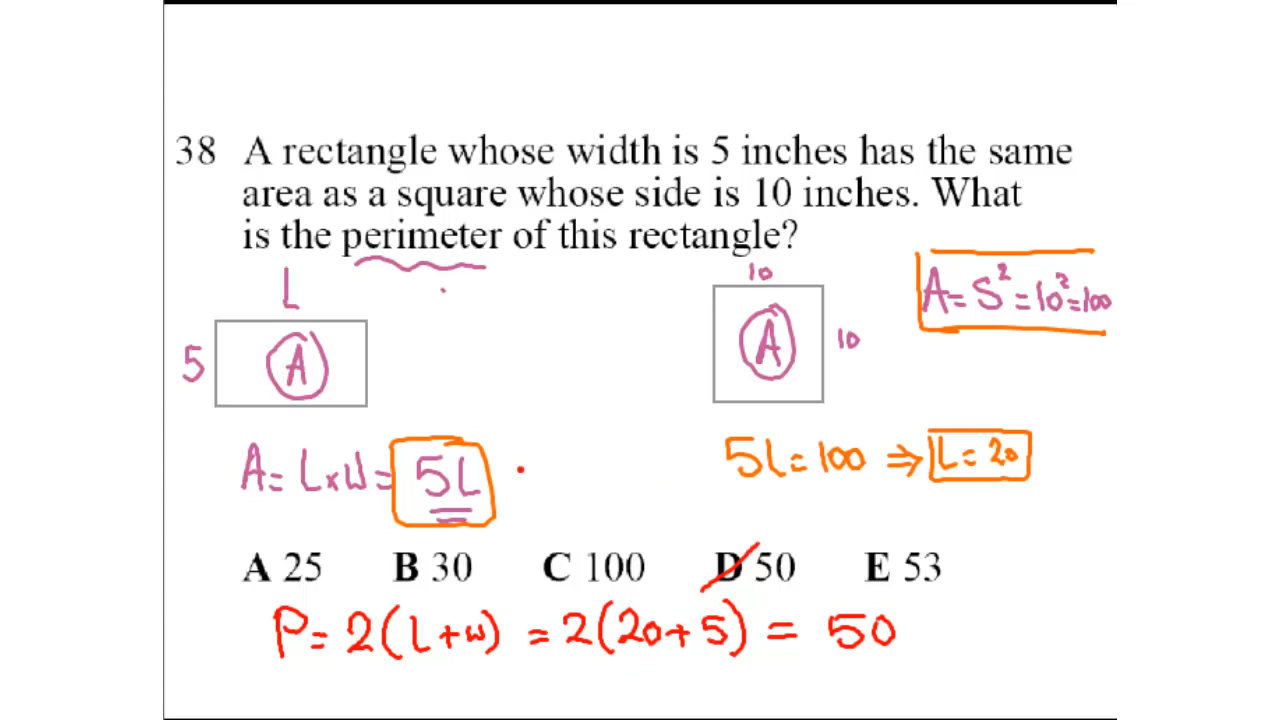 38 A rectangle whose width is 5 inches has the same
area as a square whose side is 10 inches. What
is the perimeter of this rectangle?
L
10
A = S² = 10² = 100
5
A
A
10
A = L x W = 5L
5L = 100 ⇒ L = 20
A 25 B 30 C 100 D 50 E 53
P = 2(L + w) = 2(20 + 5) = 50